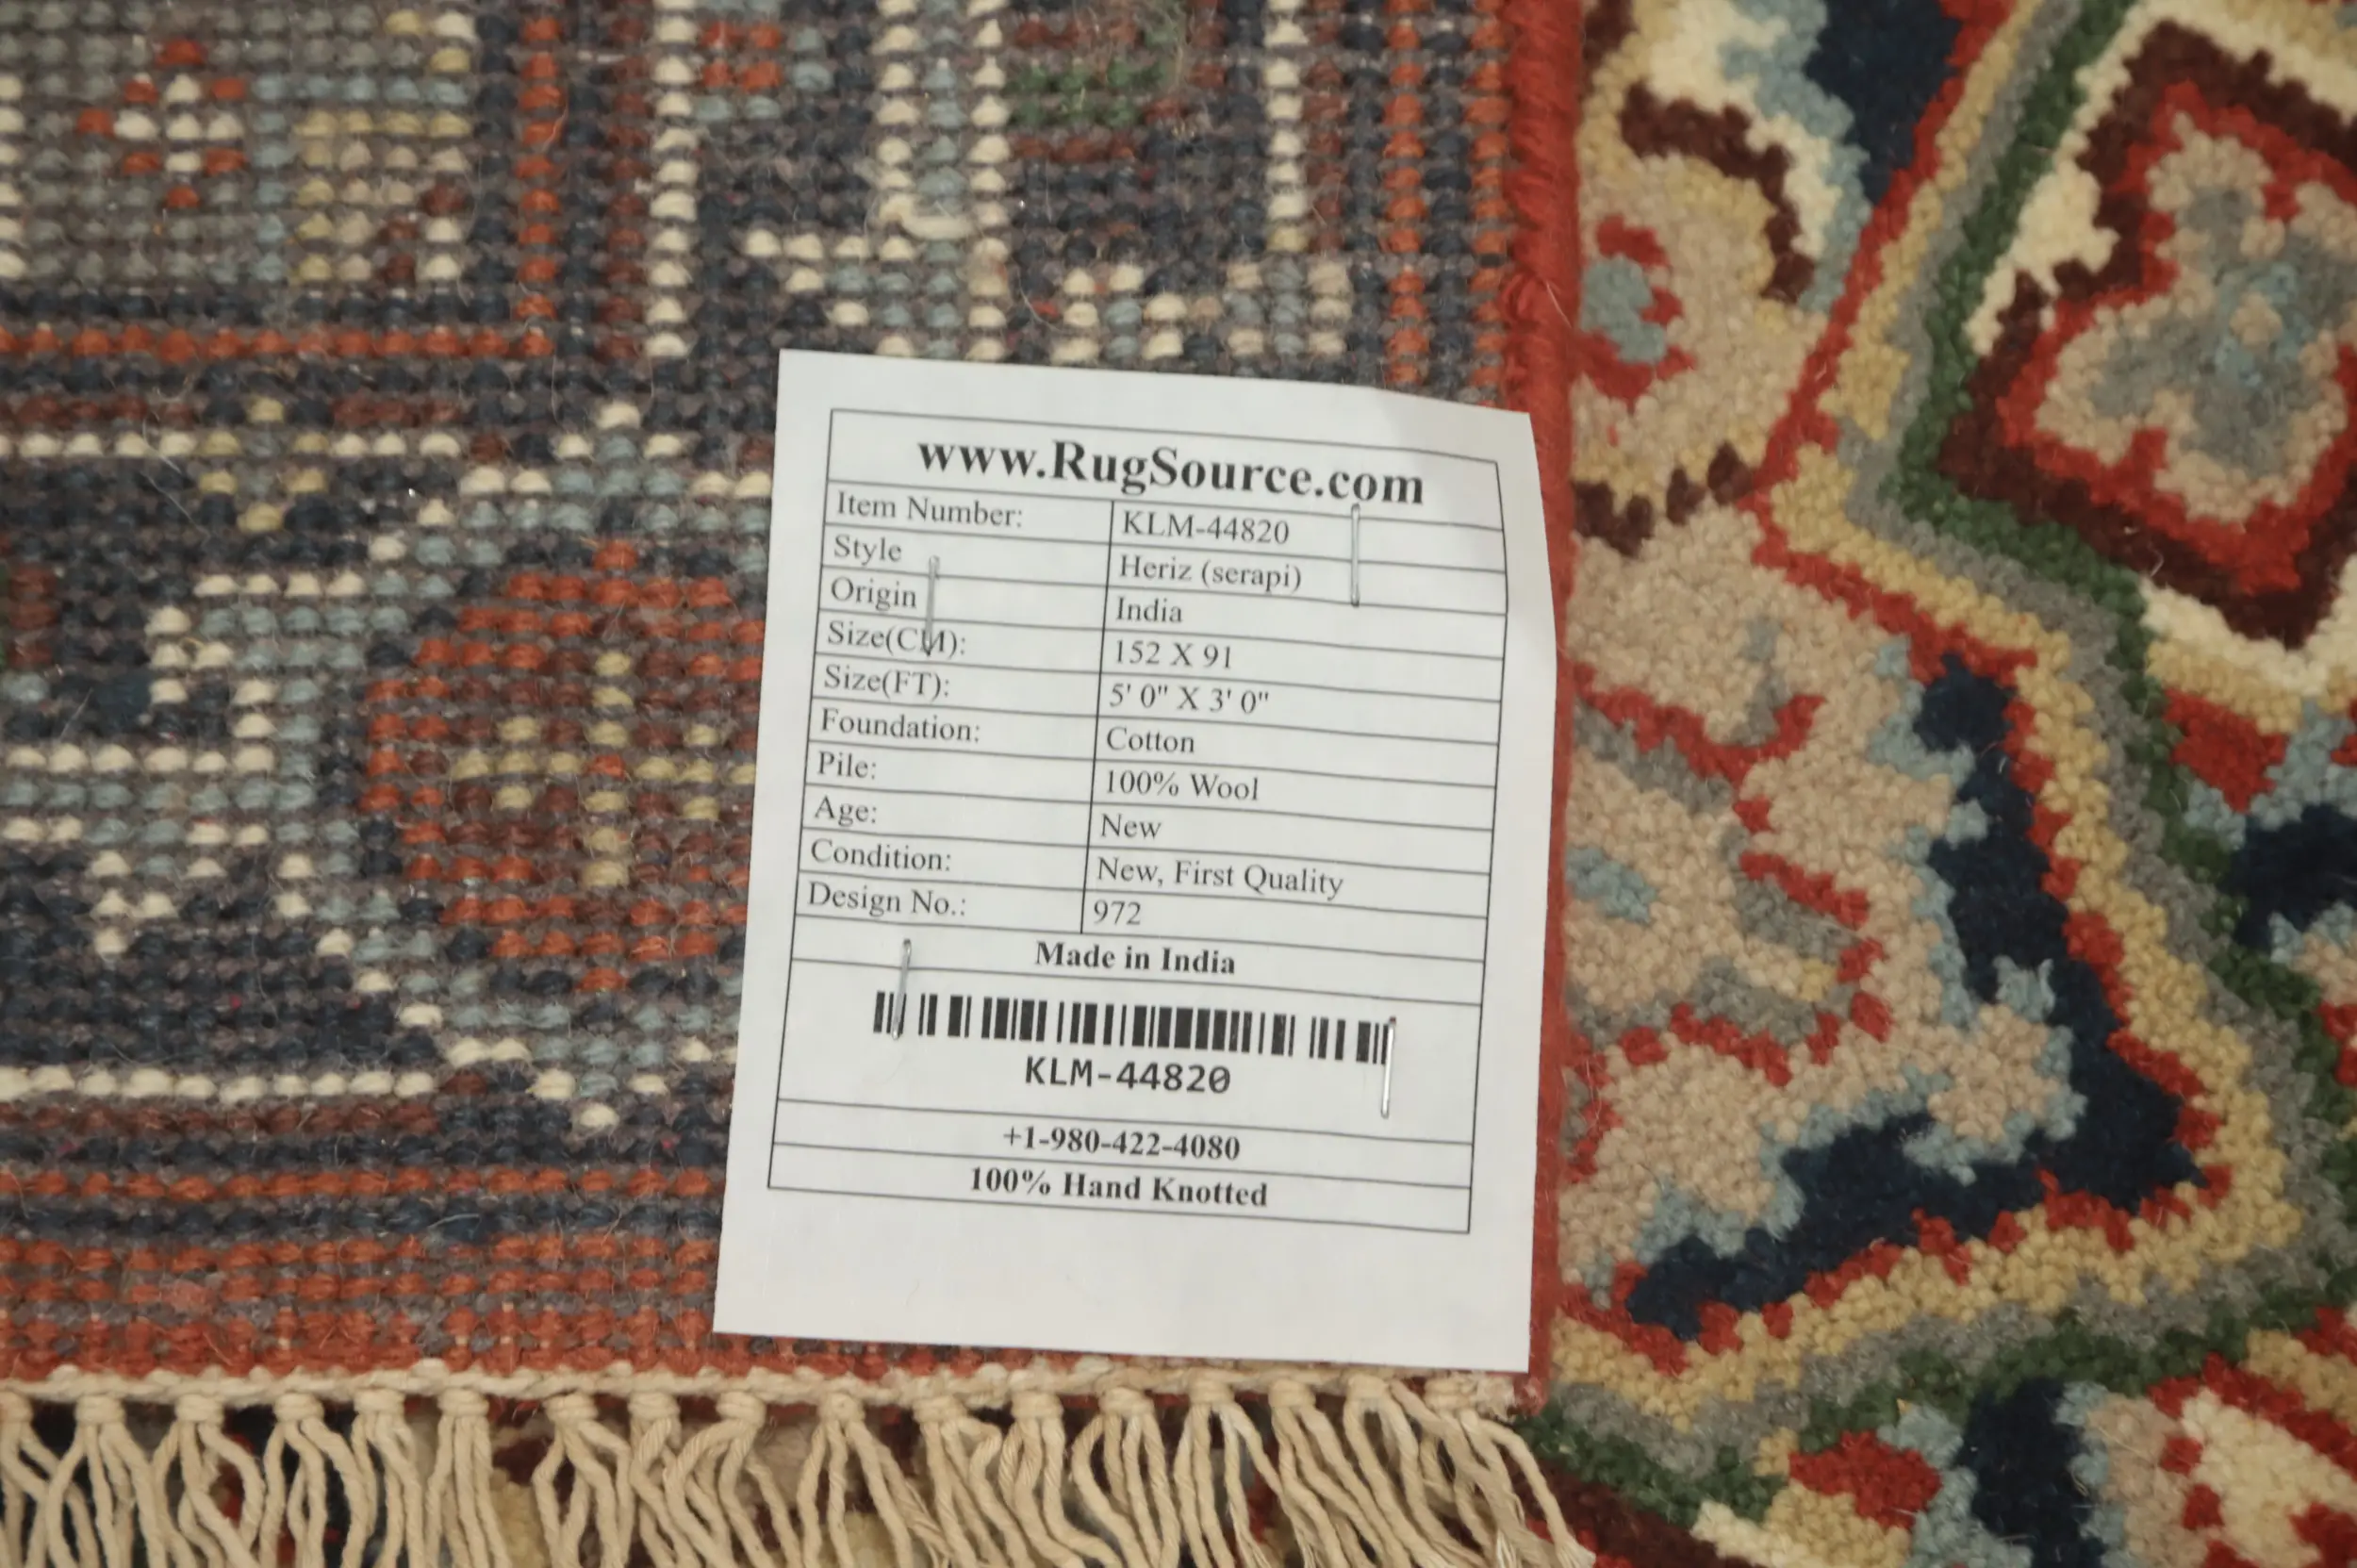 www.RugSource.com
Item Number: KLM-44820
Style Heriz (serapi)
Origin India
Size(CM): 152 X 91
Size(FT): 5' 0" X 3' 0"
Foundation: Cotton
Pile: 100% Wool
Age: New
Condition: New, First Quality
Design No.: 972
Made in India
KLM-44820
+1-980-422-4080
100% Hand Knotted